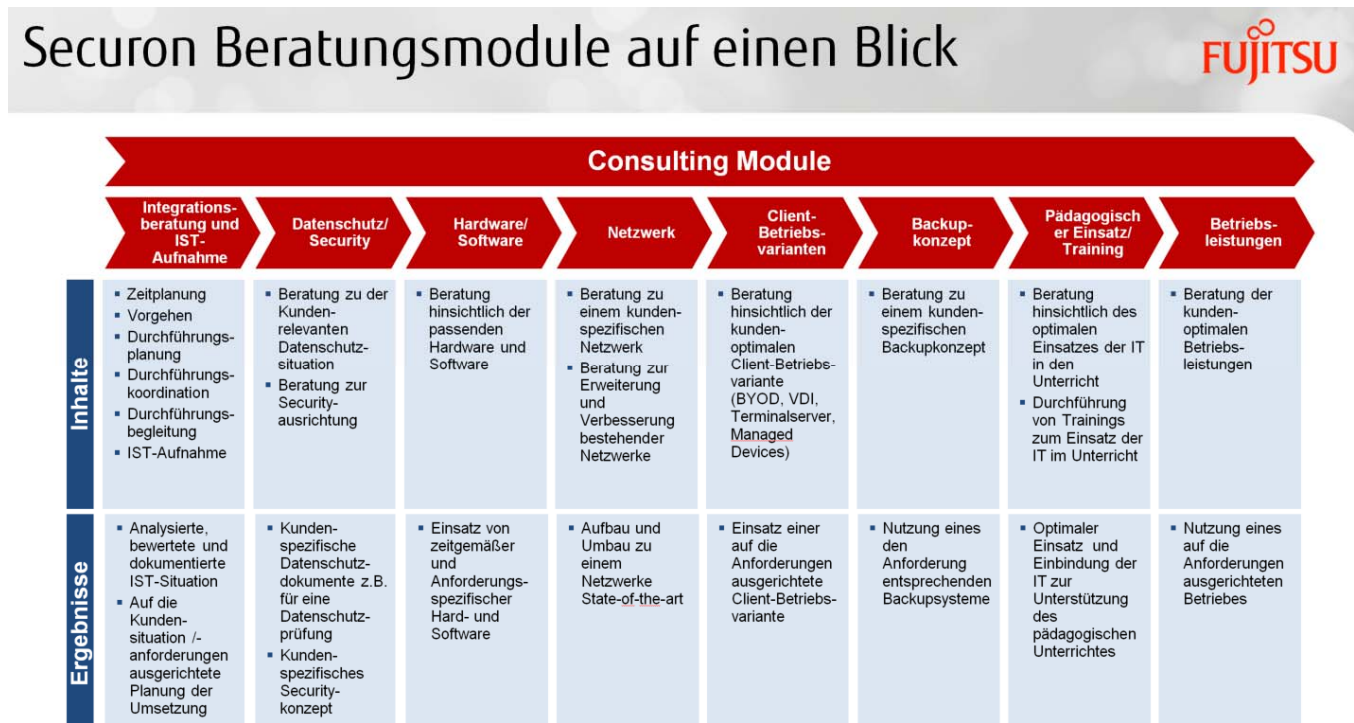 Securon Beratungsmodule auf einen Blick
FUJITSU
Consulting Module
Integrations-
beratung und
IST-
Aufnahme
Datenschutz/
Security
Hardware/
Software
Netzwerk
Client-
Betriebs-
varianten
Backup-
konzept
Pädagogisch
er Einsatz/
Training
Betriebs-
leistungen
Inhalte
▪ Zeitplanung
▪ Vorgehen
▪ Durchführungs-
planung
▪ Durchführungs-
koordination
▪ Durchführungs-
begleitung
▪ IST-Aufnahme
▪ Beratung zu der
Kunden-
relevanten
Datenschutz-
situation
▪ Beratung zur
Security-
ausrichtung
▪ Beratung
hinsichtlich der
passenden
Hardware und
Software
▪ Beratung zu
einem kunden-
spezifischen
Netzwerk
▪ Beratung zur
Erweiterung
und
Verbesserung
bestehender
Netzwerke
▪ Beratung
hinsichtlich der
kunden-
optimalen
Client-Betriebs-
variante
(BYOD, VDI,
Terminalserver,
Managed
Devices)
▪ Beratung zu
einem kunden-
spezifischen
Backupkonzept
▪ Beratung
hinsichtlich des
optimalen
Einsatzes der IT
in den
Unterricht
▪ Durchführung
von Trainings
zum Einsatz der
IT im Unterricht
▪ Beratung der
kunden-
optimalen
Betriebs-
leistungen
Ergebnisse
▪ Analysierte,
bewertete und
dokumentierte
IST-Situation
▪ Auf die
Kunden-
situation /-
anforderungen
ausgerichtete
Planung der
Umsetzung
▪ Kunden-
spezifische
Datenschutz-
dokumente z.B.
für eine
Datenschutz-
prüfung
▪ Kunden-
spezifisches
Security-
konzept
▪ Einsatz von
zeitgemäßer
und
Anforderungs-
spezifischer
Hard- und
Software
▪ Aufbau und
Umbau zu
einem
Netzwerke
State-of-the-art
▪ Einsatz einer
auf die
Anforderungen
ausgerichtete
Client-Betriebs-
variante
▪ Nutzung eines
den
Anforderung
entsprechenden
Backupsysteme
▪ Optimaler
Einsatz und
Einbindung der
IT zur
Unterstützung
des
pädagogischen
Unterrichtes
▪ Nutzung eines
auf die
Anforderungen
ausgerichteten
Betriebes